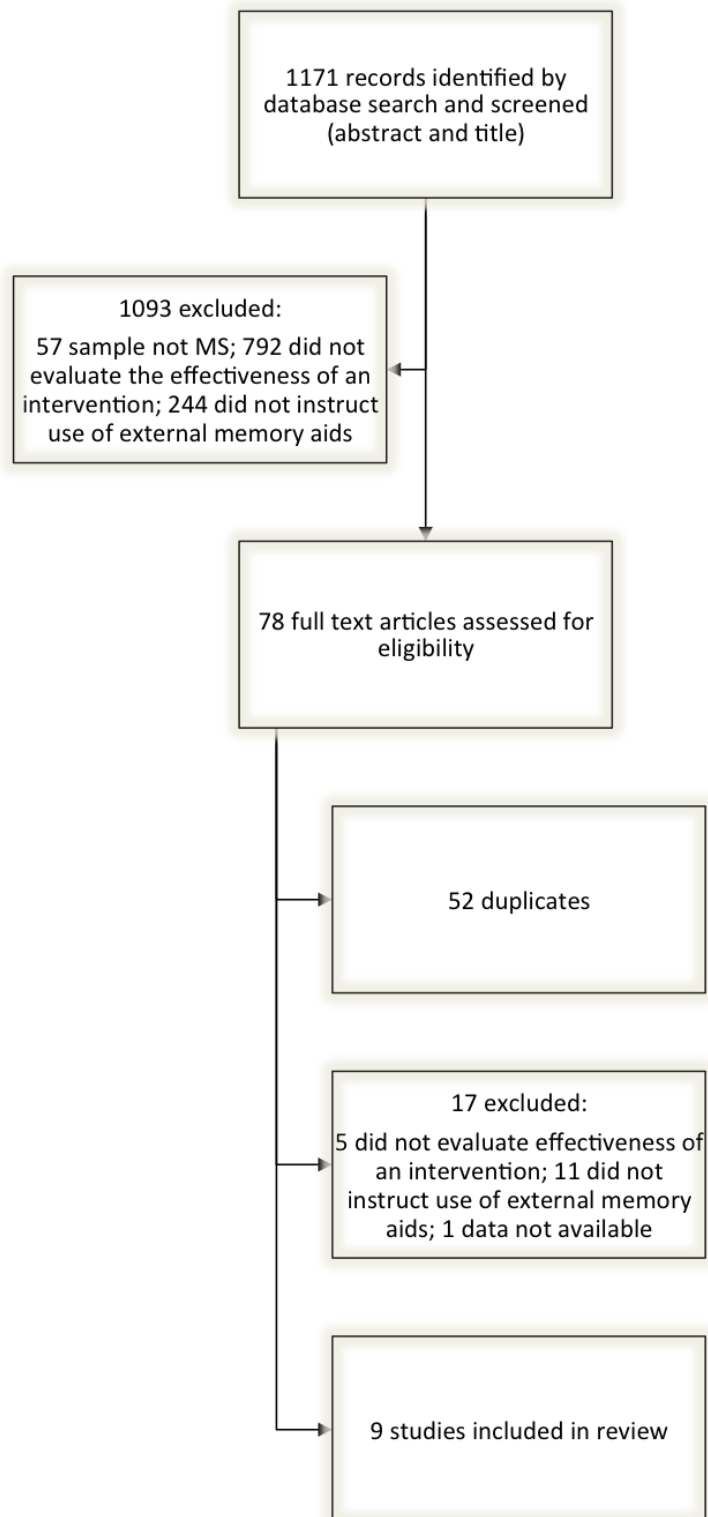 1171 records identified by
database search and screened
(abstract and title)
1093 excluded:
57 sample not MS; 792 did not
evaluate the effectiveness of an
intervention; 244 did not instruct
use of external memory aids
78 full text articles assessed for
eligibility
52 duplicates
17 excluded:
5 did not evaluate effectiveness of
an intervention; 11 did not
instruct use of external memory
aids; 1 data not available
9 studies included in review